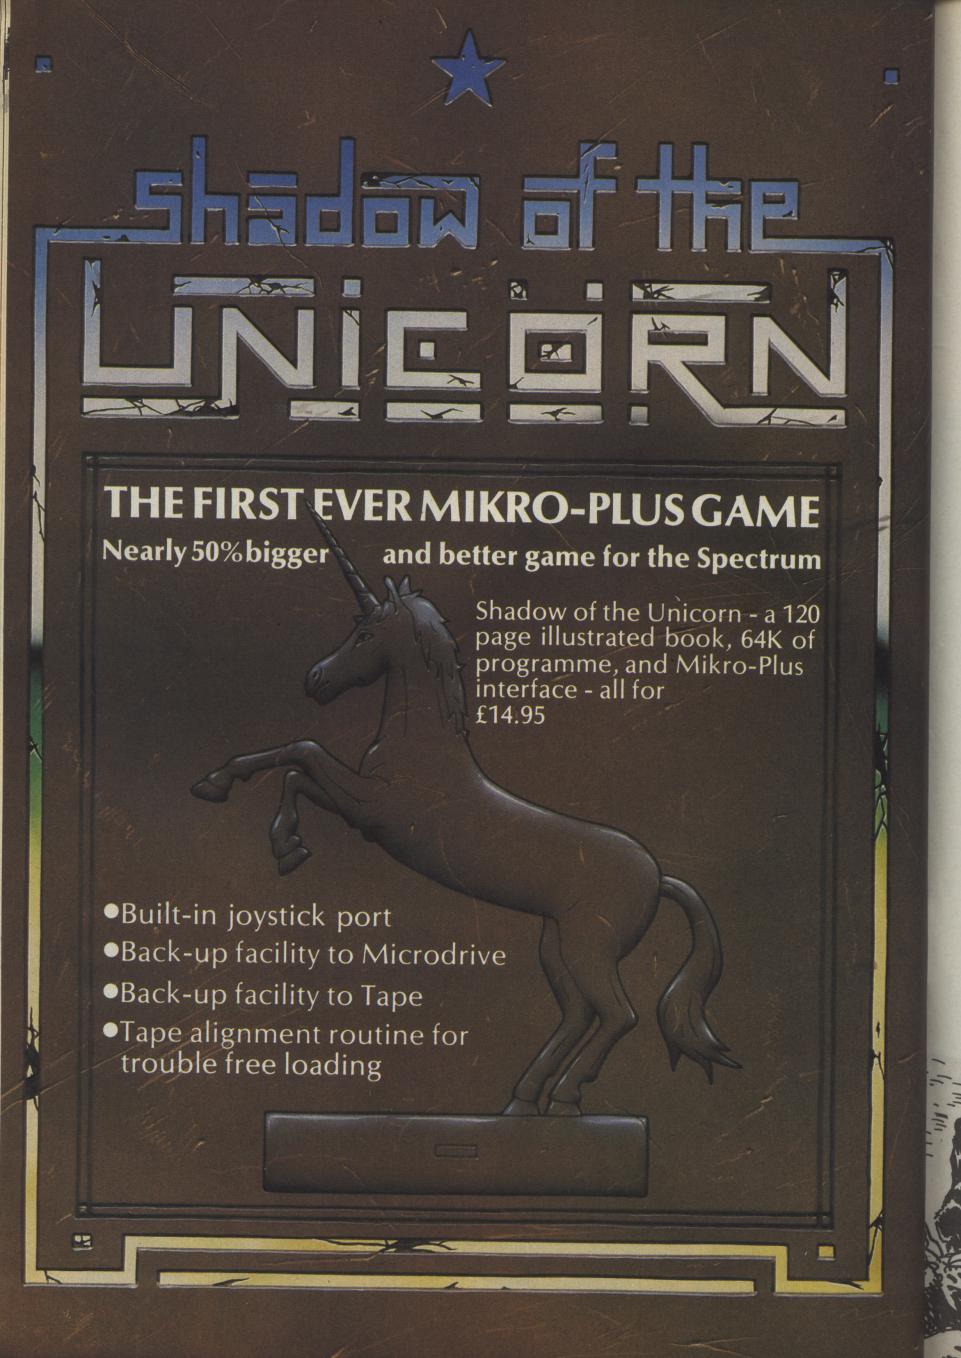 shadow of the
UNICORN
THE FIRST EVER MIKRO-PLUS GAME
Nearly 50% bigger and better game for the Spectrum
Shadow of the Unicorn - a 120
page illustrated book, 64K of
programme, and Mikro-Plus
interface - all for
£14.95
●Built-in joystick port
●Back-up facility to Microdrive
●Back-up facility to Tape
●Tape alignment routine for
trouble free loading